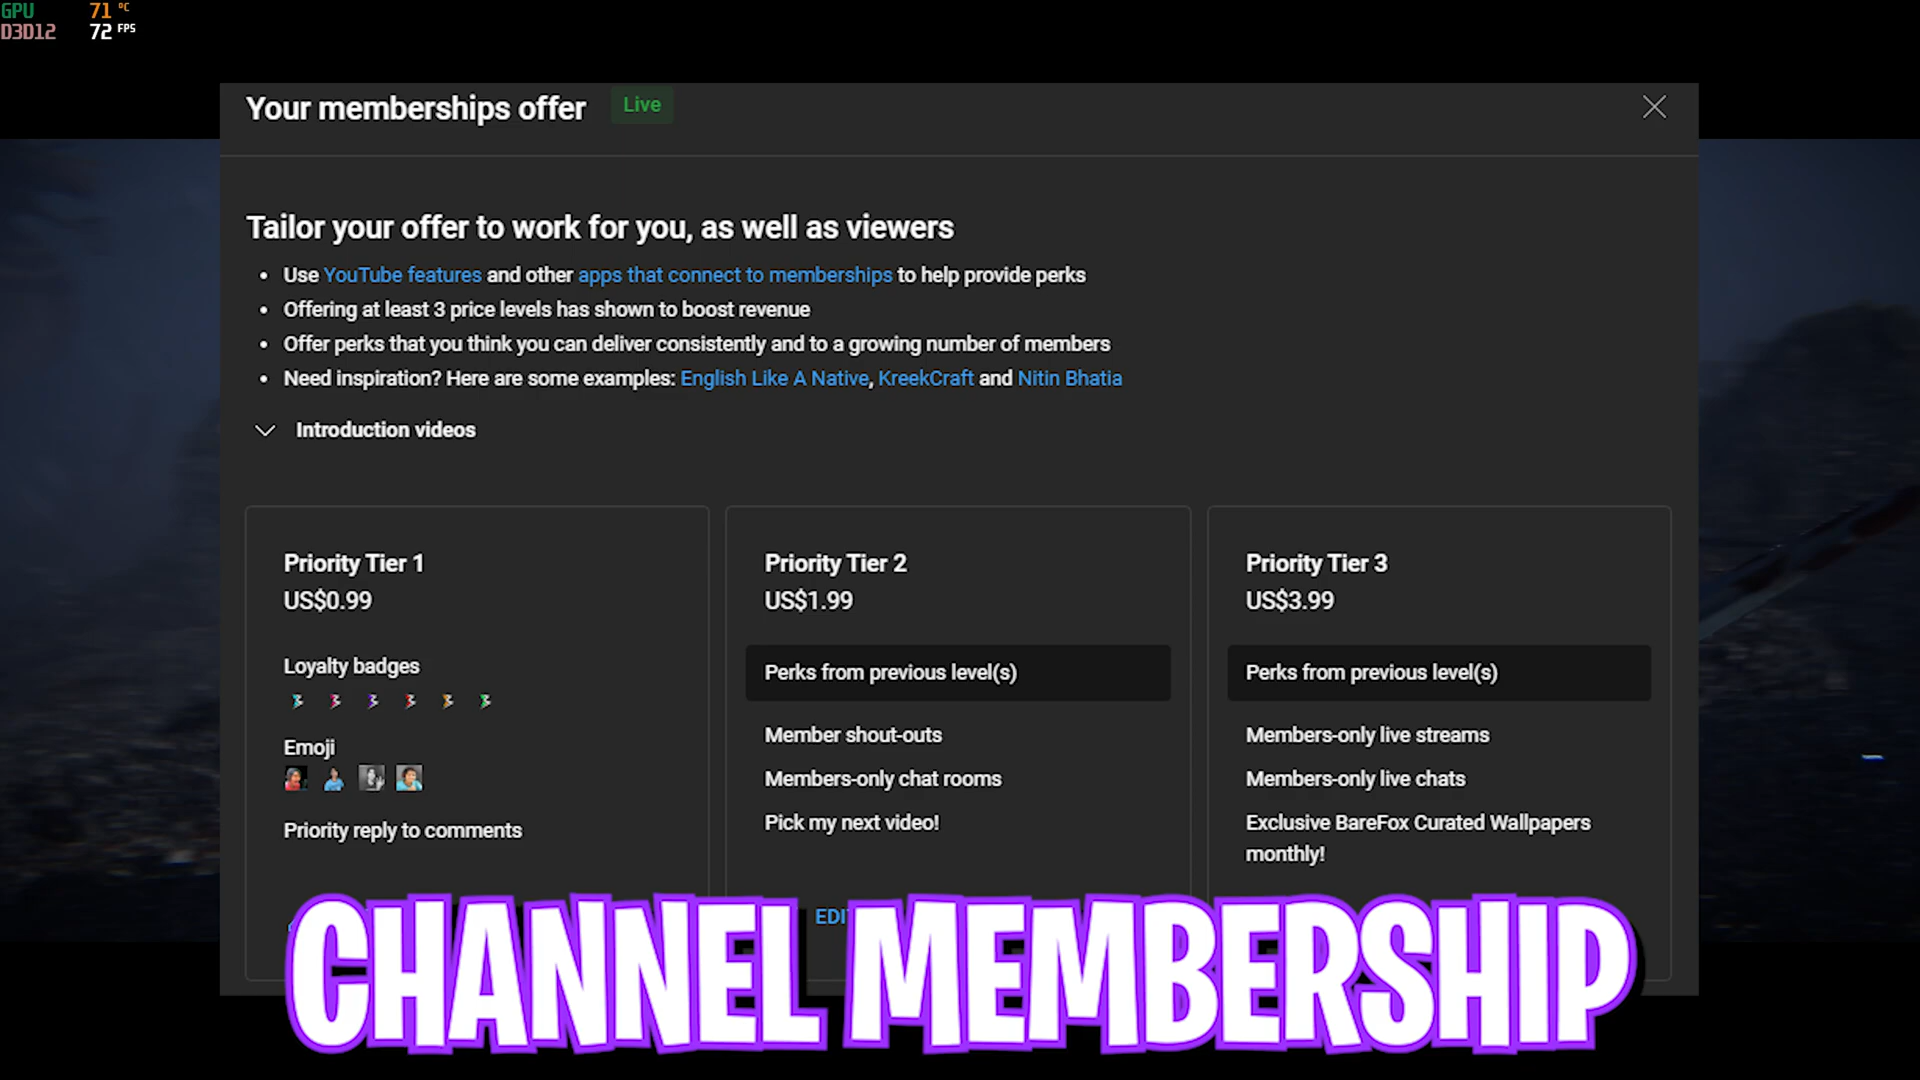 GPU 71 °C
D3D12 72 FPS
Your memberships offer Live
Tailor your offer to work for you, as well as viewers
• Use YouTube features and other apps that connect to memberships to help provide perks
• Offering at least 3 price levels has shown to boost revenue
• Offer perks that you think you can deliver consistently and to a growing number of members
• Need inspiration? Here are some examples: English Like A Native, KreekCraft and Nitin Bhatia
Introduction videos
Priority Tier 1
US$0.99
Loyalty badges
Emoji
Priority reply to comments
Priority Tier 2
US$1.99
Perks from previous level(s)
Member shout-outs
Members-only chat rooms
Pick my next video!
Priority Tier 3
US$3.99
Perks from previous level(s)
Members-only live streams
Members-only live chats
Exclusive BareFox Curated Wallpapers
monthly!
CHANNEL MEMBERSHIP